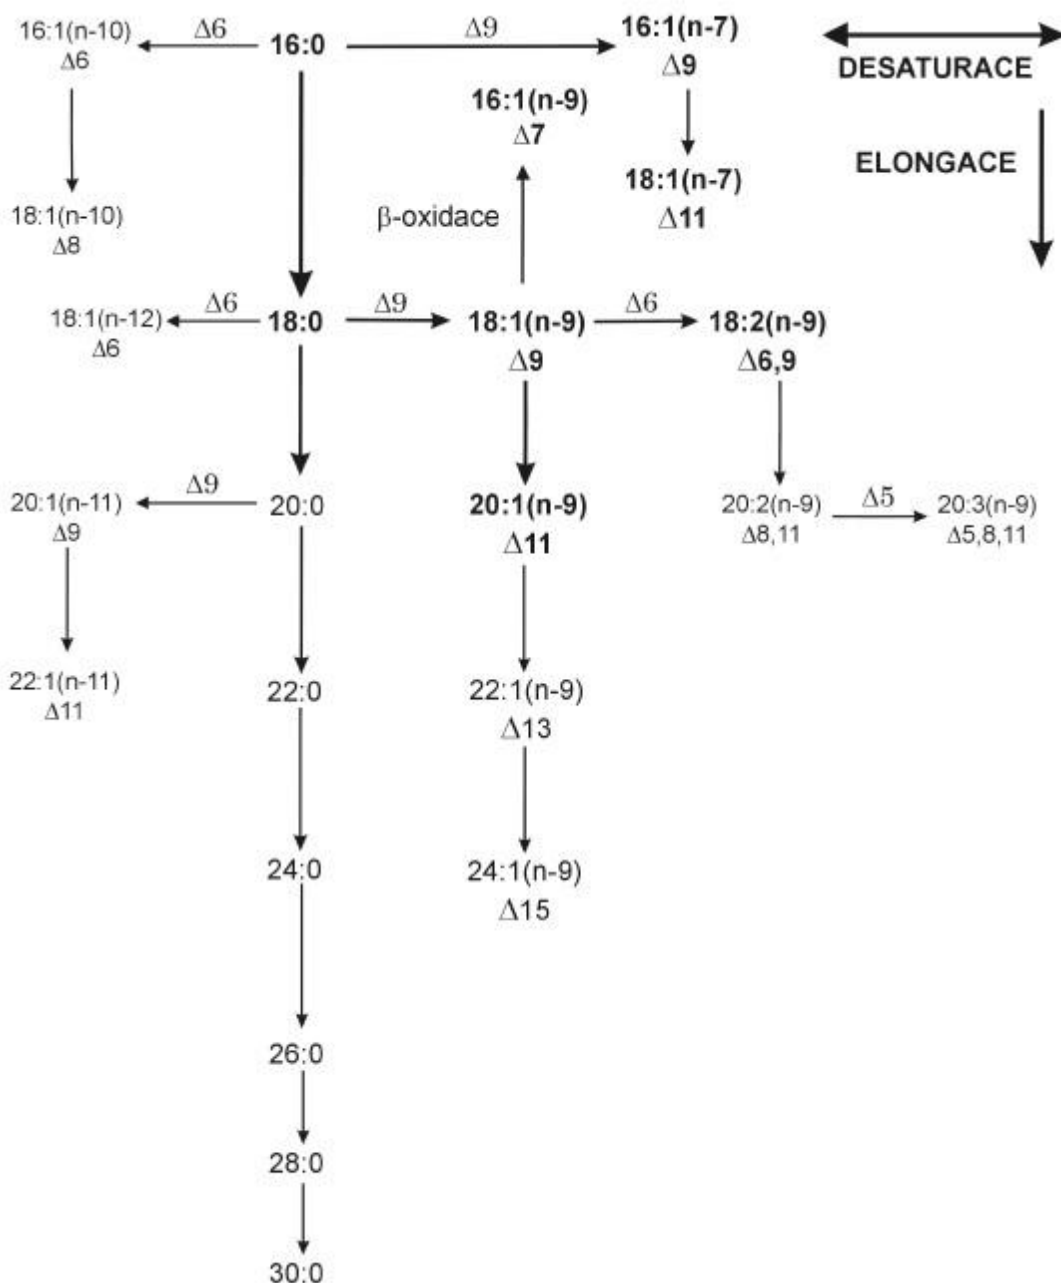 16:1(n-10) Δ6 16:0 Δ9 16:1(n-7)
Δ6 Δ9
DESATURACE
16:1(n-9)
Δ7
ELONGACE
18:1(n-7)
Δ11
β-oxidace
18:1(n-10)
Δ8
18:1(n-12) Δ6 18:0 Δ9 18:1(n-9) Δ6 18:2(n-9)
Δ6 Δ9 Δ6,9
20:1(n-11) Δ9 20:0 20:1(n-9) 20:2(n-9) Δ5 20:3(n-9)
Δ9 Δ11 Δ8,11 Δ5,8,11
22:1(n-11) 22:0 22:1(n-9)
Δ11 Δ13
24:0 24:1(n-9)
Δ15
26:0
28:0
30:0